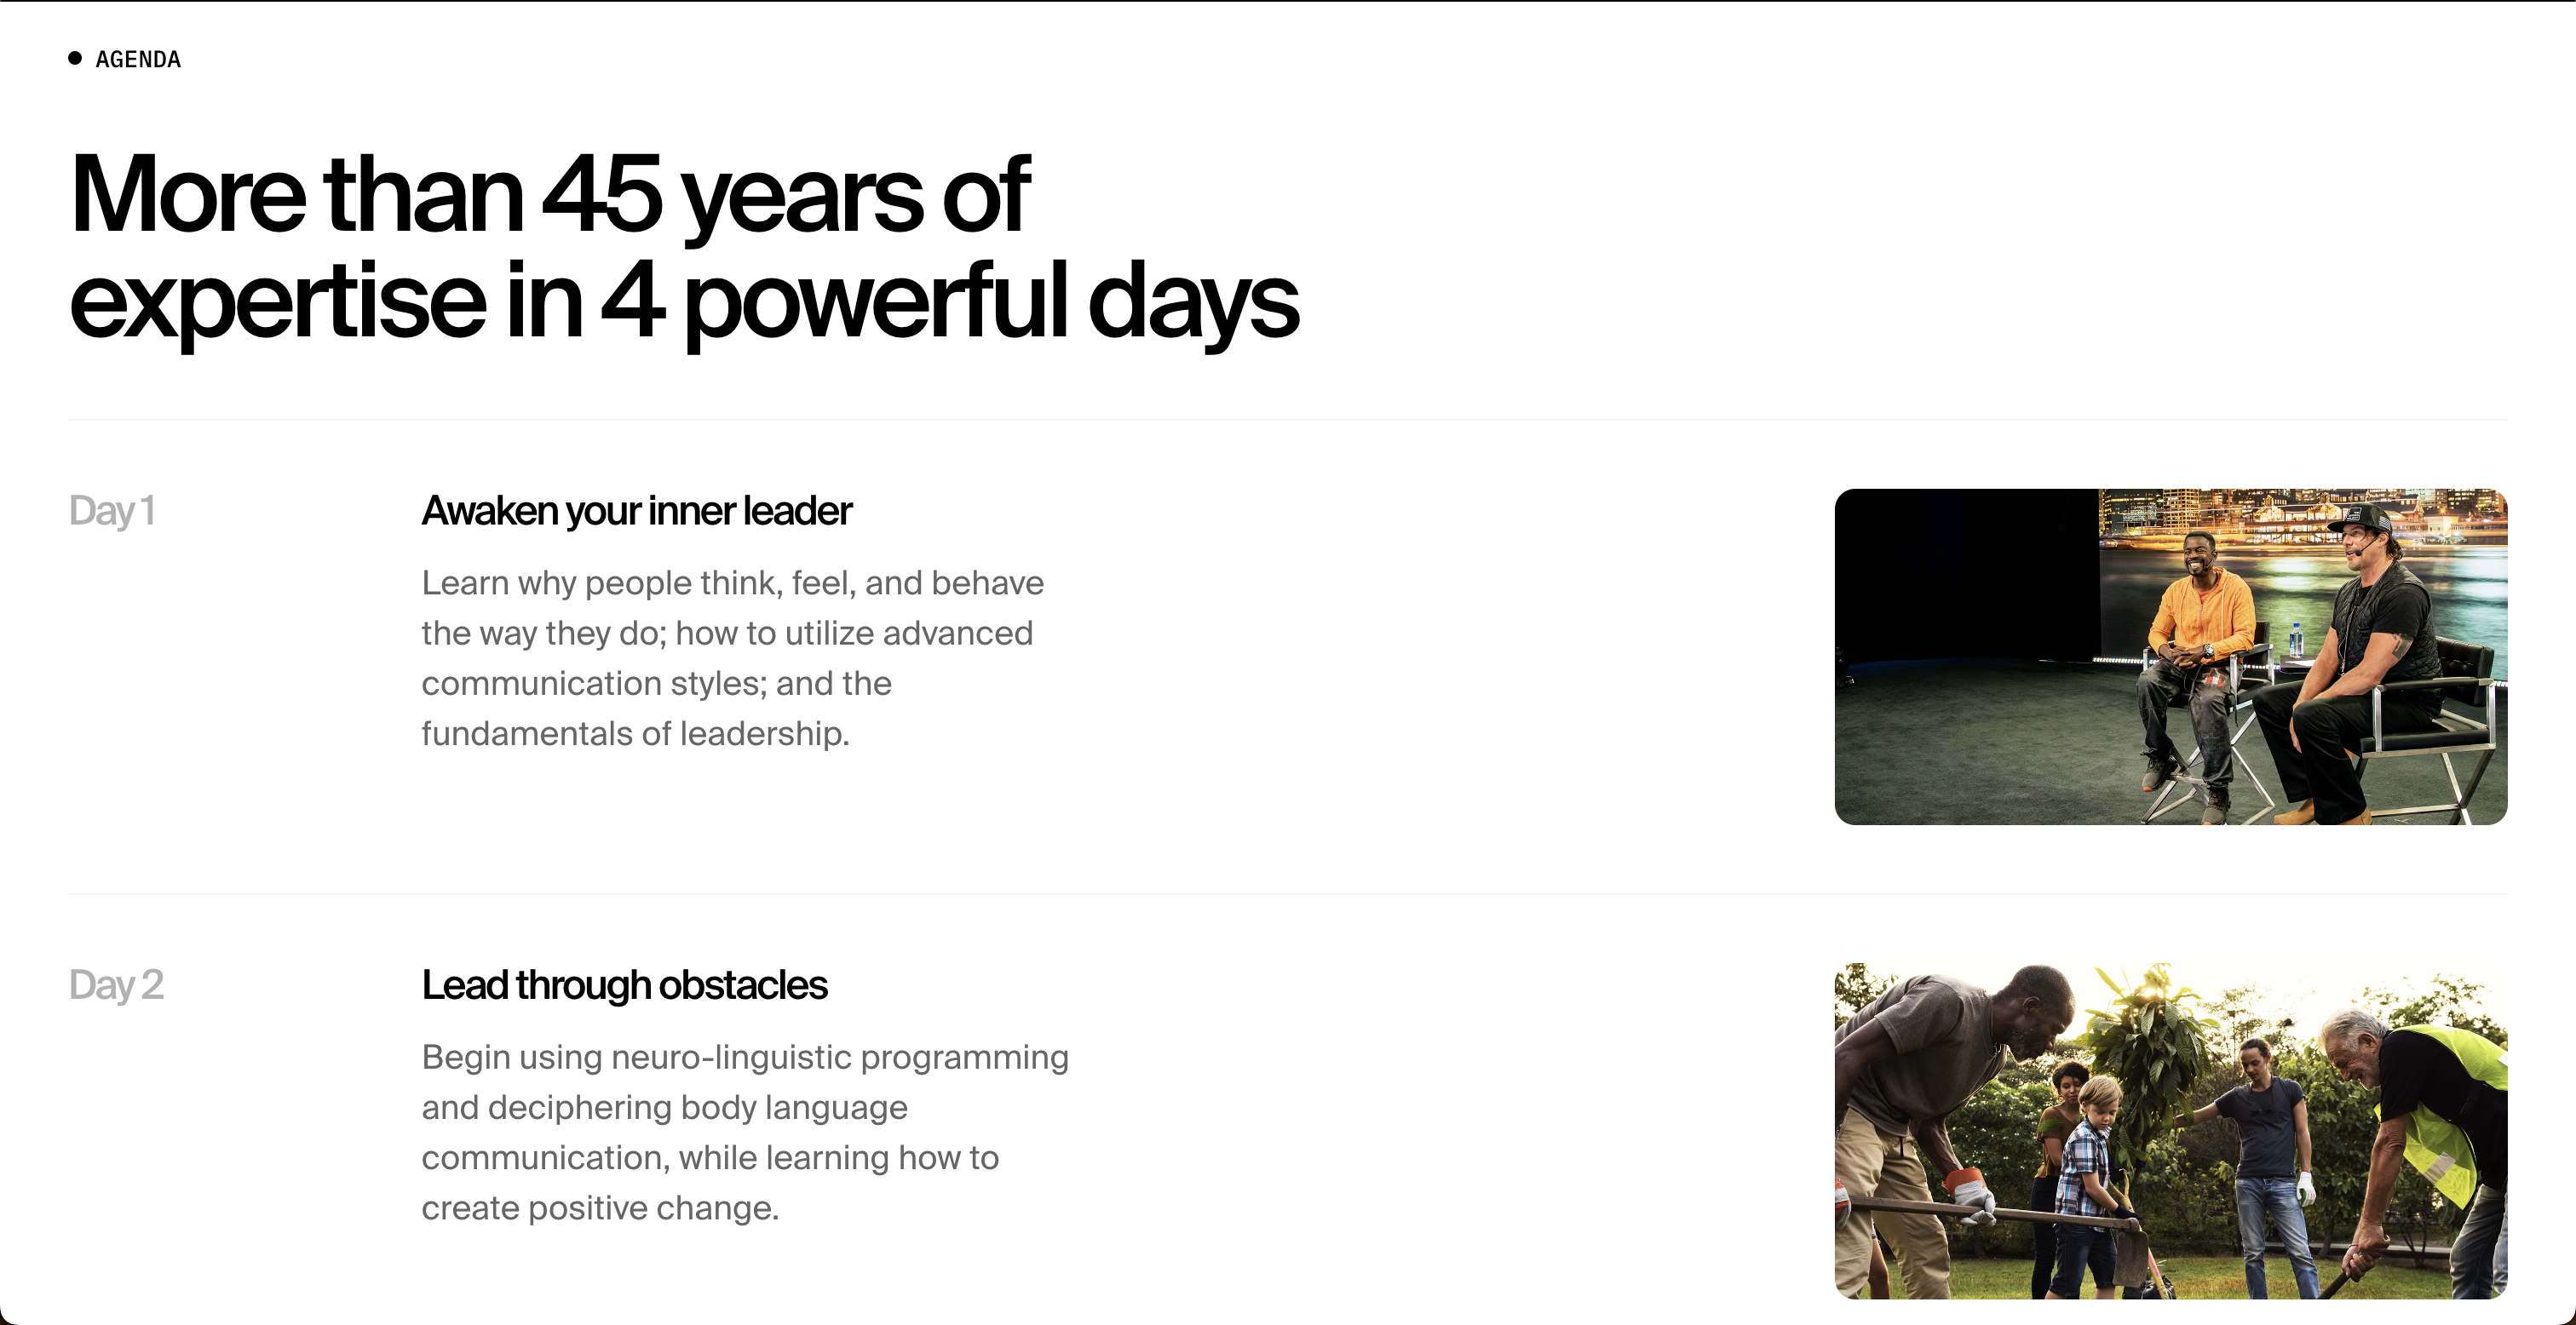 AGENDA
More than 45 years of
expertise in 4 powerful days
Day 1
Awaken your inner leader
Learn why people think, feel, and behave
the way they do; how to utilize advanced
communication styles; and the
fundamentals of leadership.
Day 2
Lead through obstacles
Begin using neuro-linguistic programming
and deciphering body language
communication, while learning how to
create positive change.